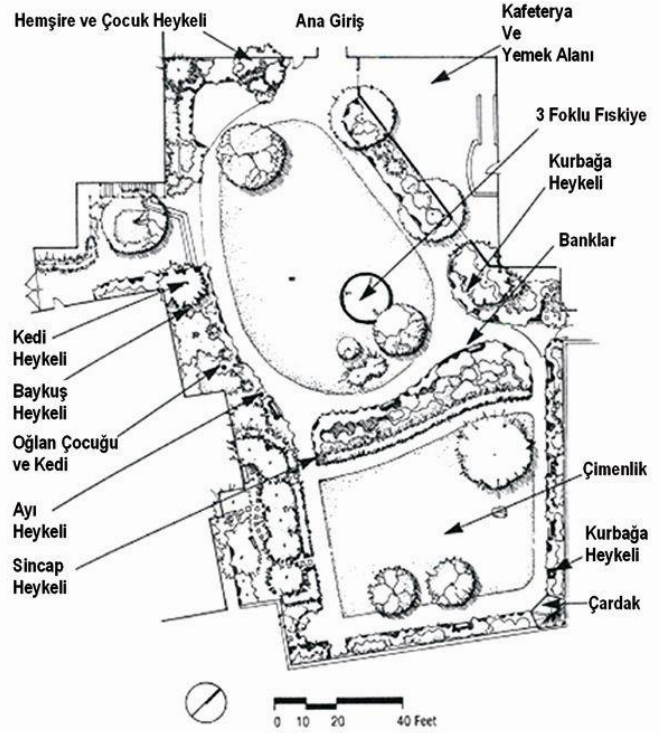 Hemşire ve Çocuk Heykeli
Ana Giriş
Kafeterya
Ve
Yemek Alanı
3 Foklu Fıskiye
Kurbağa
Heykeli
Banklar
Kedi
Heykeli
Baykuş
Heykeli
Oğlan Çocuğu
ve Kedi
Ayı
Heykeli
Sincap
Heykeli
Çimenlik
Kurbağa
Heykeli
Çardak
0 10 20 40 Feet